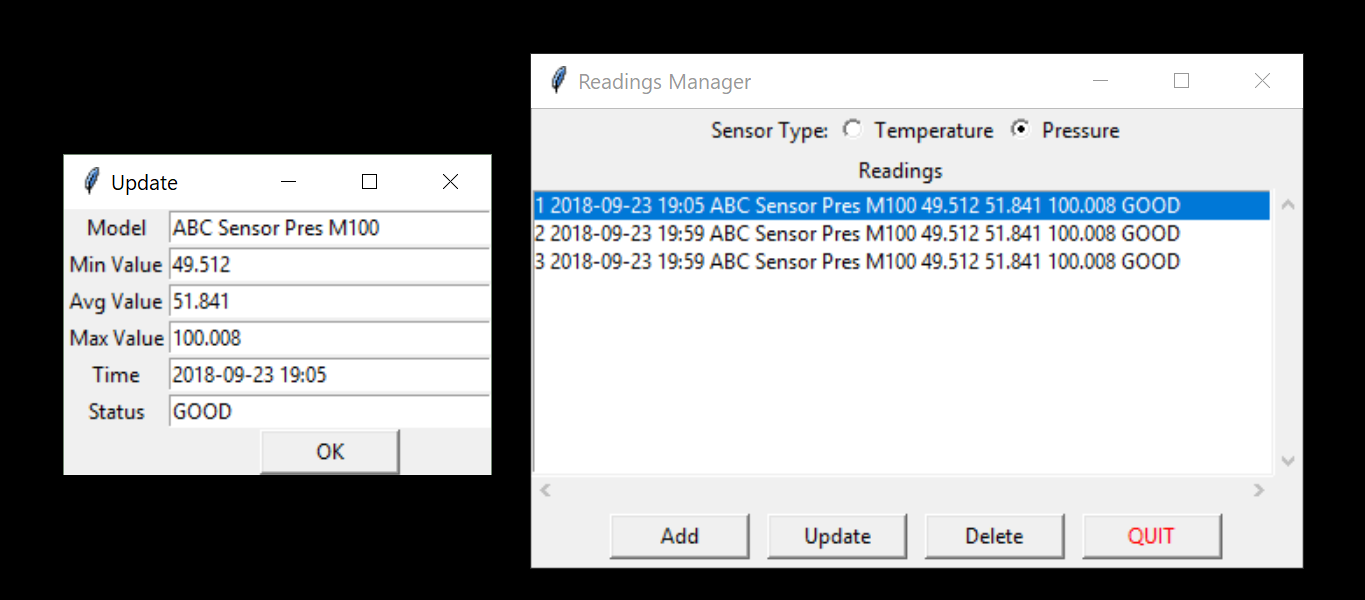 Update
Model ABC Sensor Pres M100
Min Value 49.512
Avg Value 51.841
Max Value 100.008
Time 2018-09-23 19:05
Status GOOD
OK
Readings Manager
Sensor Type: Temperature Pressure
Readings
1 2018-09-23 19:05 ABC Sensor Pres M100 49.512 51.841 100.008 GOOD
2 2018-09-23 19:59 ABC Sensor Pres M100 49.512 51.841 100.008 GOOD
3 2018-09-23 19:59 ABC Sensor Pres M100 49.512 51.841 100.008 GOOD
Add Update Delete QUIT